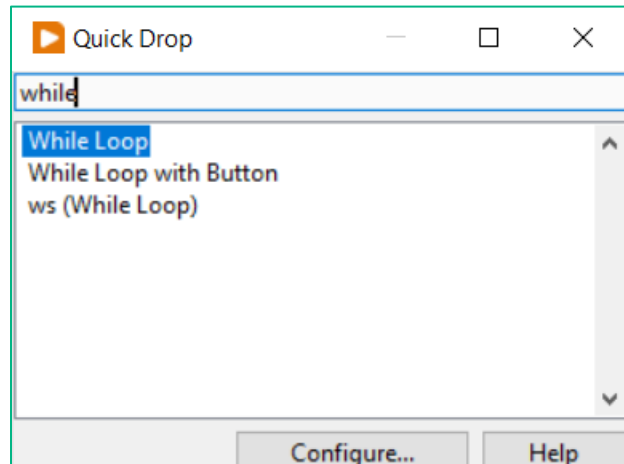 Quick Drop
while
While Loop
While Loop with Button
ws (While Loop)
Configure... Help